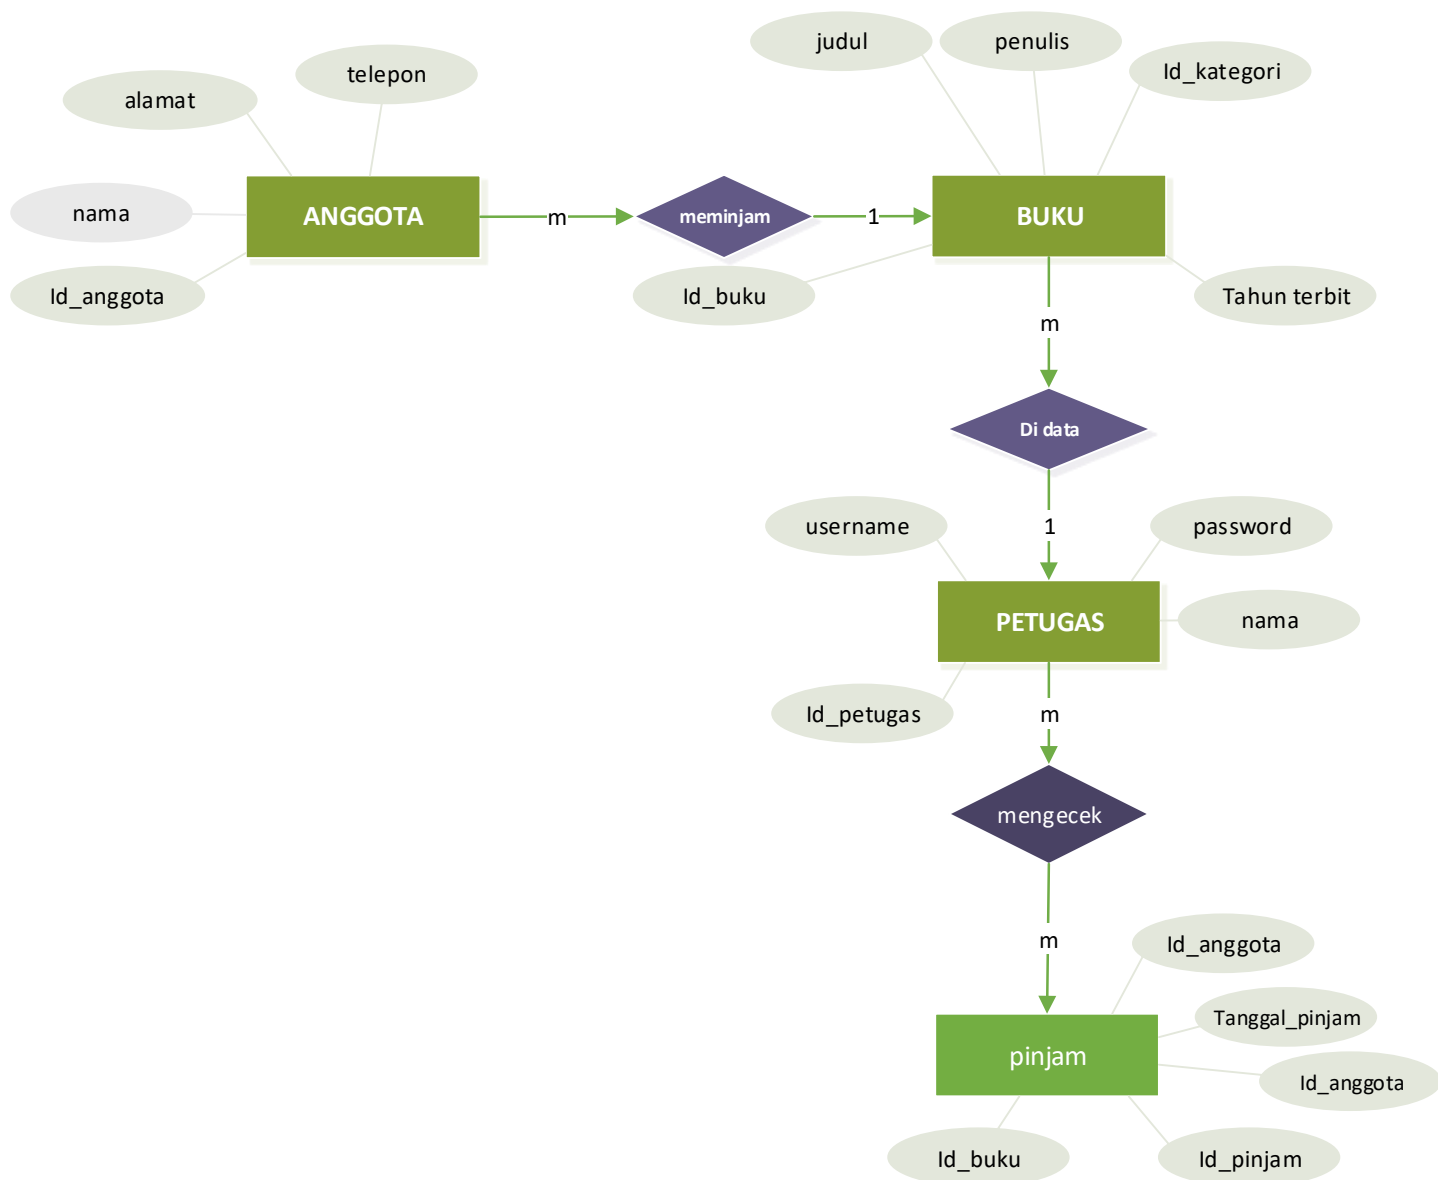 judul
penulis
Id_kategori
telepon
alamat
nama
ANGGOTA
m
meminjam
1
BUKU
Id_anggota
Id_buku
Tahun terbit
m
Di data
1
username
password
PETUGAS
nama
Id_petugas
m
mengecek
m
Id_anggota
Tanggal_pinjam
pinjam
Id_anggota
Id_buku
Id_pinjam